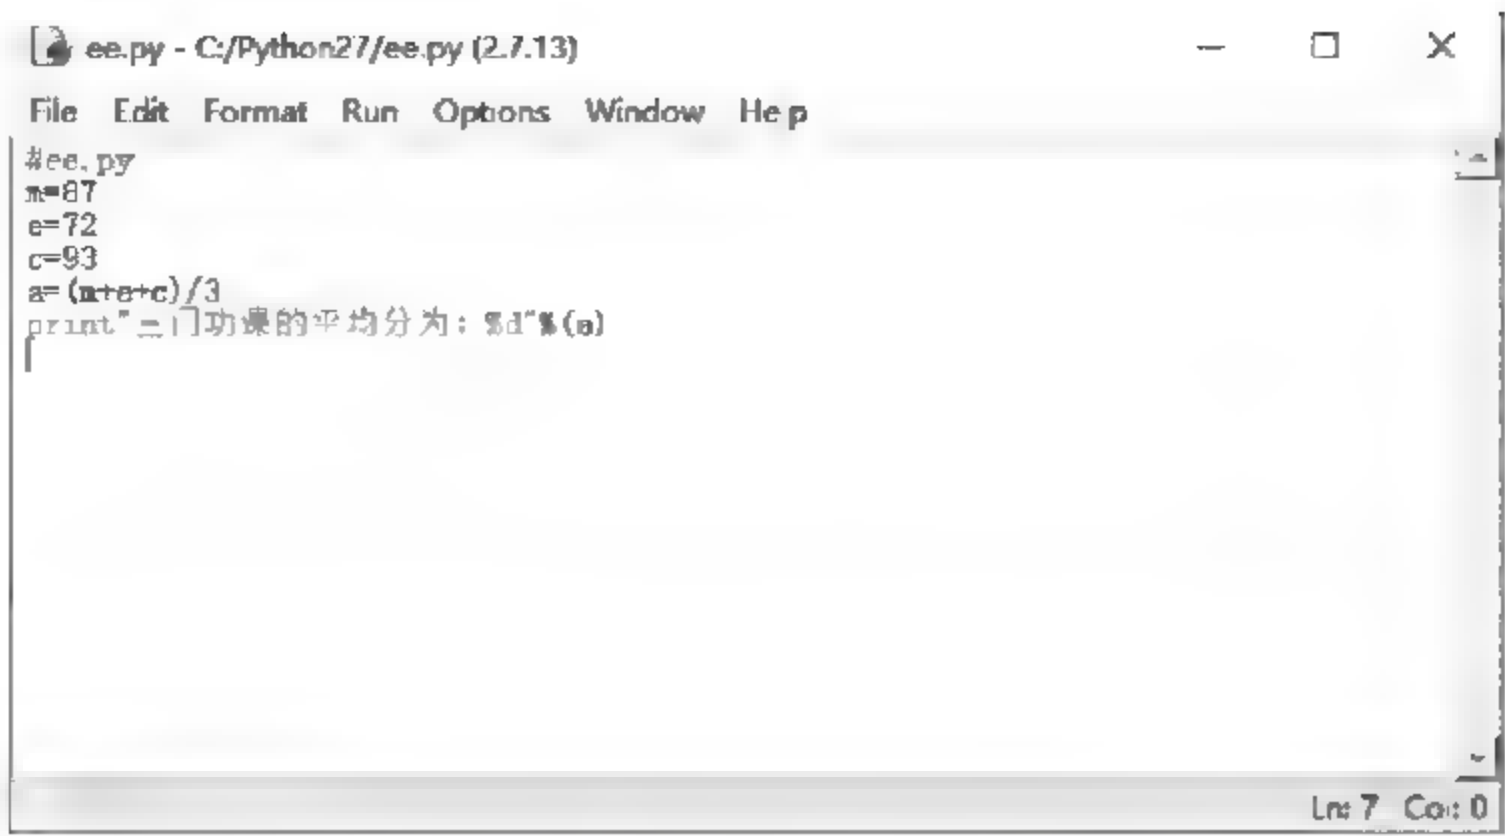 ee.py - C:/Python27/ee.py (2.7.13)
File Edit Format Run Options Window Help
#ee.py
m=87
e=72
c=93
a=(m+e+c)/3
print"三门功课的平均分为：%d"%(a)
Ln: 7 Col: 0